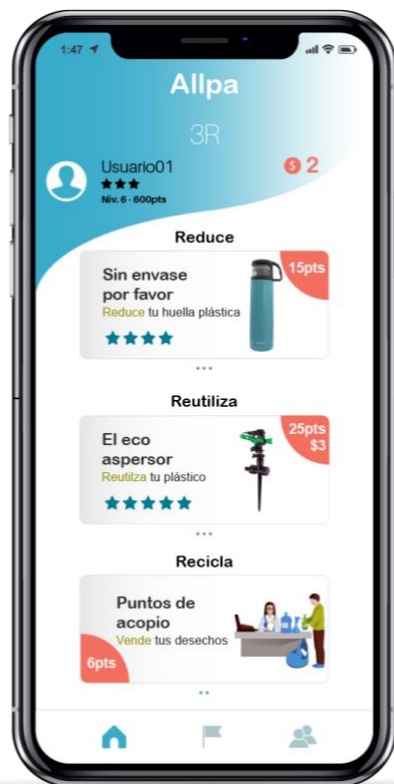 1:47
Allpa
3R
Usuario01
$ 2
Niv. 6 - 600pts
Reduce
Sin envase
por favor
Reduce tu huella plástica
15pts
Reutiliza
El eco
aspersor
Reutilza tu plástico
25pts
$3
Recicla
Puntos de
acopio
Vende tus desechos
6pts